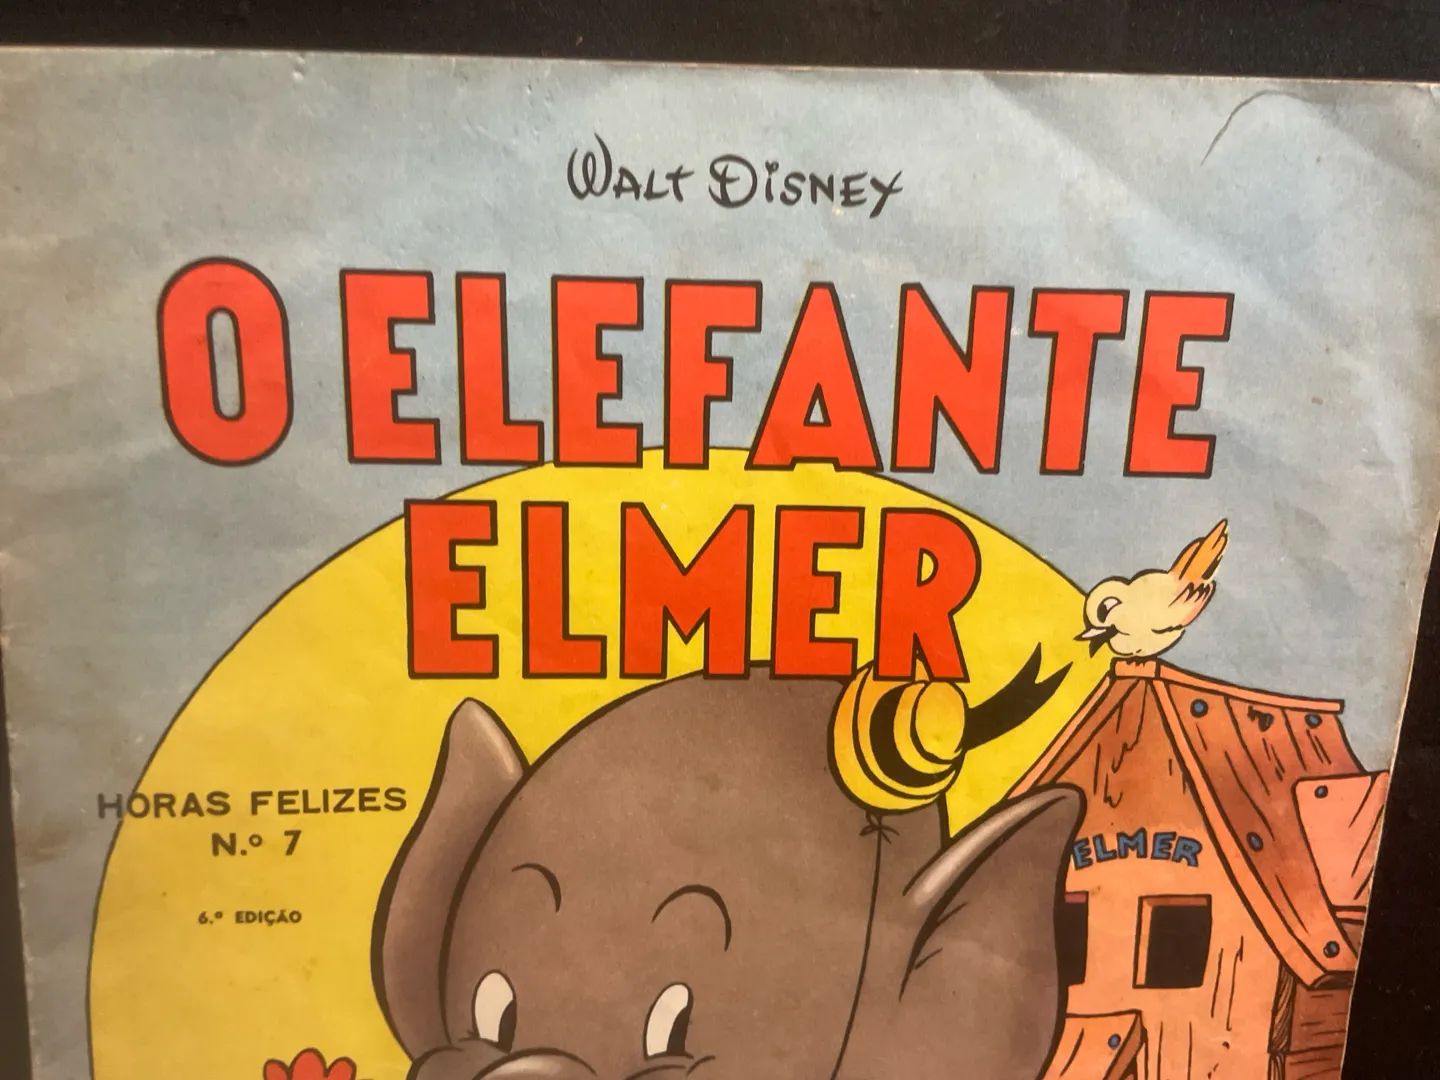 WALT DISNEY
O ELEFANTE
ELMER
HORAS FELIZES
N.º 7
6.ª EDIÇÃO
ELMER